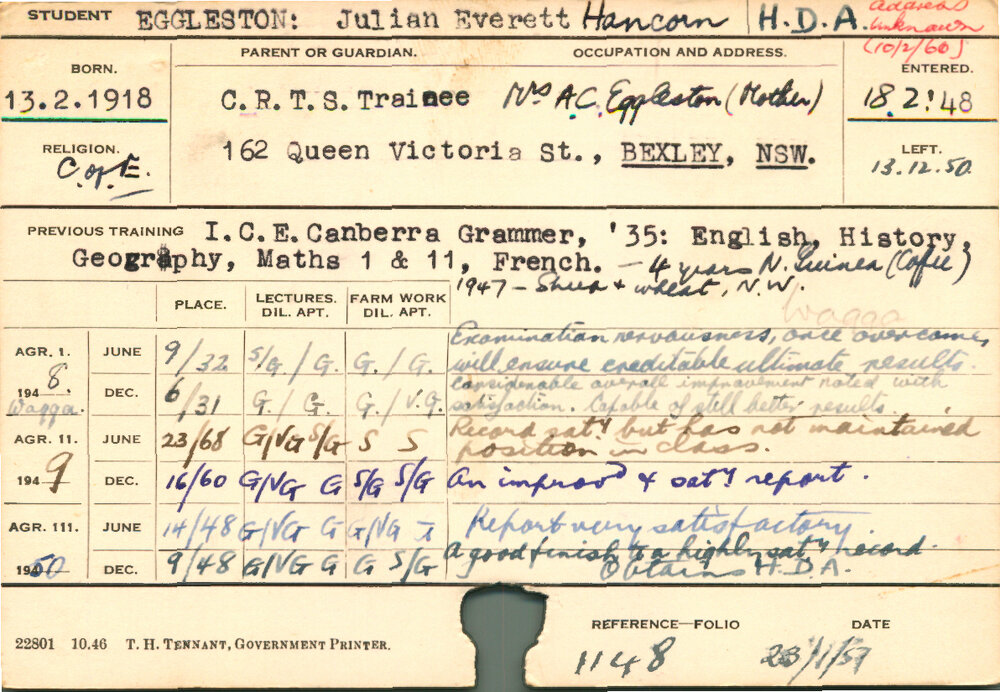 STUDENT EGGLESTON: Julian Everett Hancorn H.D.A. address unknown (10/2/60)
BORN. PARENT OR GUARDIAN. OCCUPATION AND ADDRESS. ENTERED.
13.2.1918 C.R.T.S. Trainee Mrs A.C. Eggleston (Mother) 18.2.48
RELIGION. 162 Queen Victoria St., BEXLEY, NSW. LEFT.
C. of E. 13.12.50.
PREVIOUS TRAINING I.C.E. Canberra Grammer, '35: English, History,
Geography, Maths 1 & 11, French. - 4 years N. Guinea (Coffee)
1947 - Sheep & wheat, N.W.
Wagga
PLACE. LECTURES. FARM WORK
DIL. APT. DIL. APT.
AGR. 1. JUNE 9/32 S/G. / G. G. / G. Examination nervousness, once overcome,
will ensure creditable ultimate results.
1948. Wagga. DEC. 6/31 G. / G. G. / V.G. Considerable overall improvement noted with
satisfaction. Capable of still better results.
AGR. 11. JUNE 23/68 G/VG S/G S S Record sat'y but has not maintained
position in class.
1949 DEC. 16/60 G/VG G S/G S/G An improvd & saty report.
AGR. 111. JUNE 14/48 G/VG G G/VG G Report very satisfactory.
1950 DEC. 9/48 G/VG G G S/G A good finish to a highly saty record.
Obtains H.D.A.
REFERENCE—FOLIO DATE
22801 10.46 T. H. TENNANT, GOVERNMENT PRINTER.
1148 23/1/57